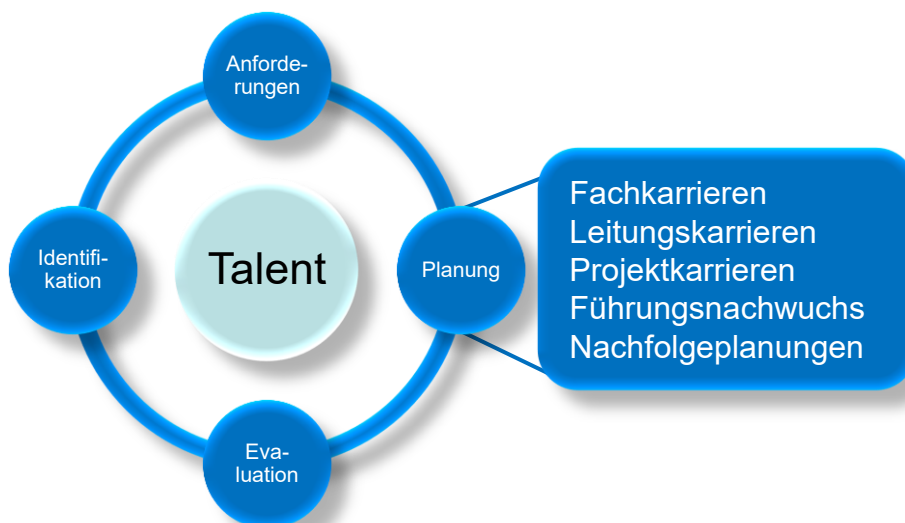 Anforde-
rungen
Identifi-
kation
Talent
Planung
Eva-
luation
Fachkarrieren
Leitungskarrieren
Projektkarrieren
Führungsnachwuchs
Nachfolgeplanungen